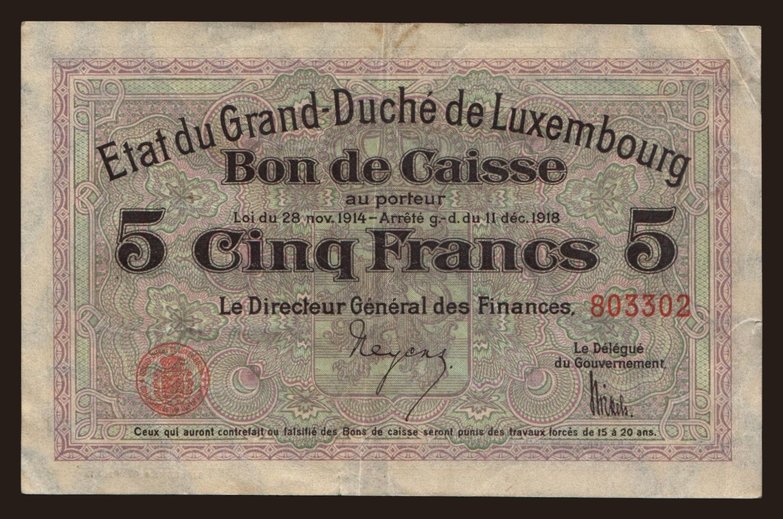 Etat du Grand-Duché de Luxembourg
Bon de Caisse
au porteur
Loi du 28 nov. 1914 – Arrêté g.-d. du 11 déc. 1918
5 Cinq Francs 5
Le Directeur Général des Finances, 803302
Neyens.
Le Délégué
du Gouvernement,
Ceux qui auront contrefait ou falsifié des Bons de caisse seront punis des travaux forcés de 15 à 20 ans.